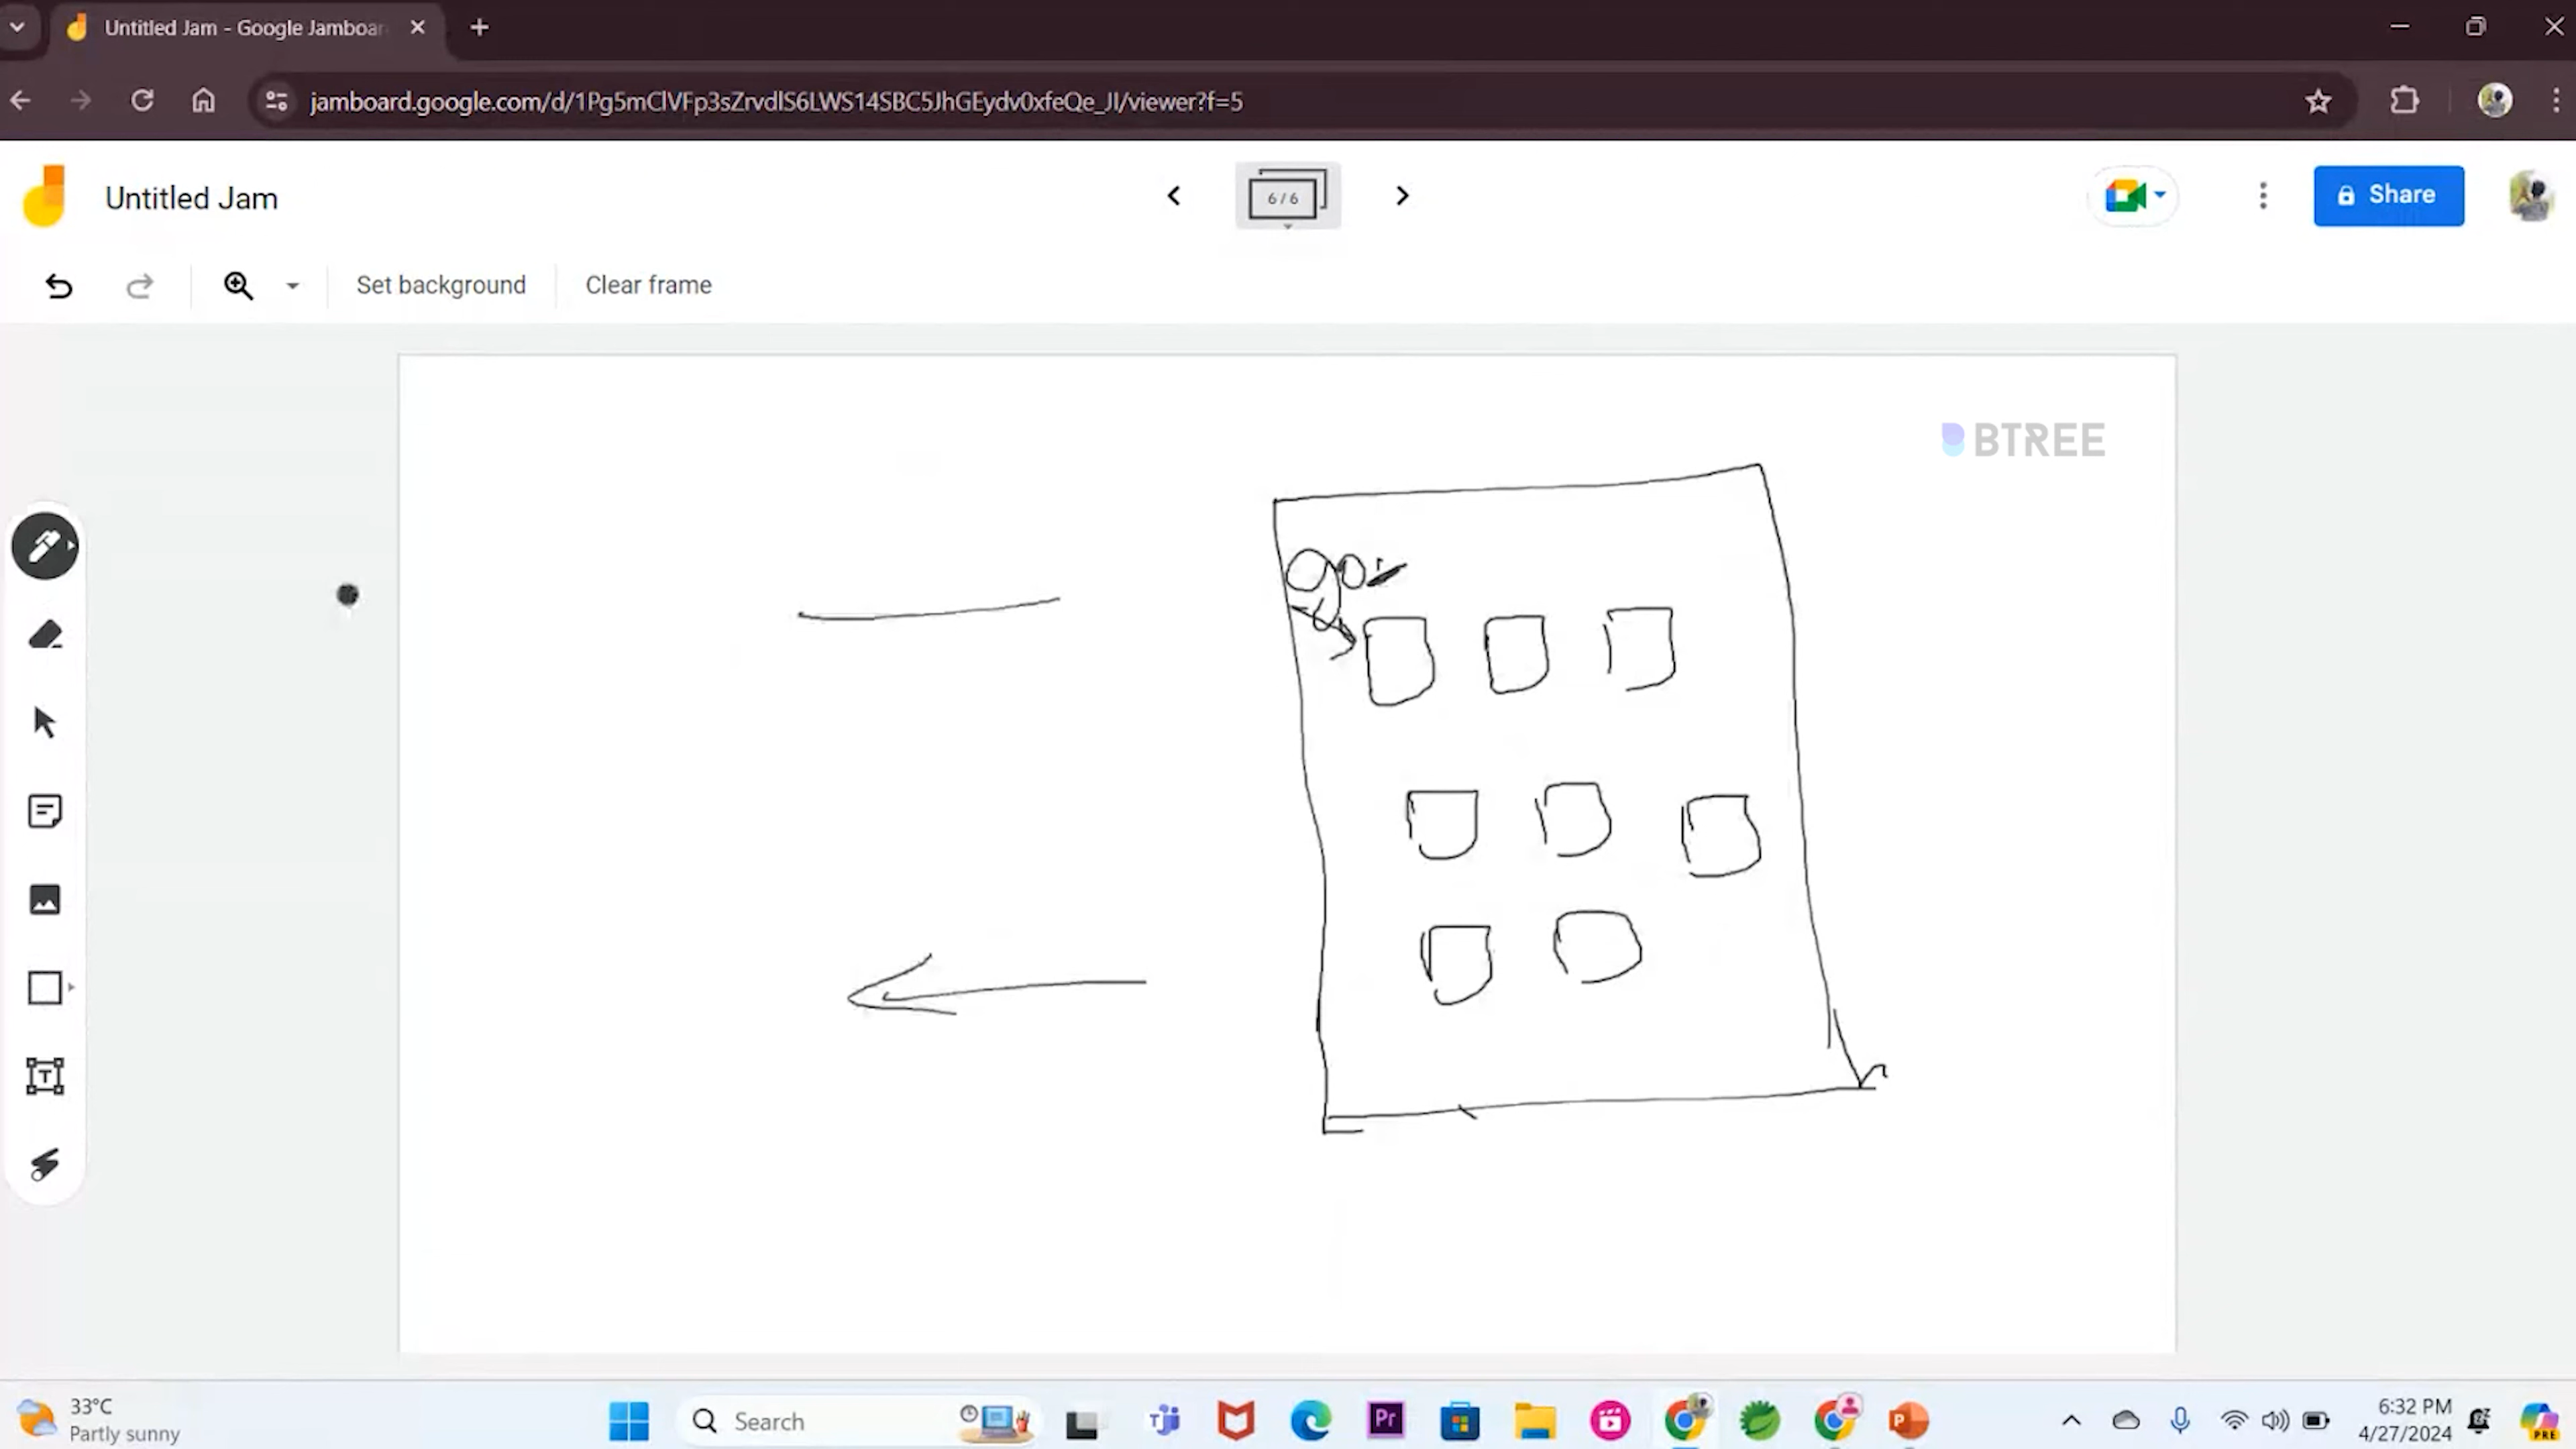 Untitled Jam - Google Jamboar
jamboard.google.com/d/1Pg5mClVFp3sZrvdlS6LWS14SBC5JhGEydv0xfeQe_JI/viewer?f=5
Untitled Jam
6 / 6
Share
Set background
Clear frame
BTREE
33°C
Partly sunny
Search
6:32 PM
4/27/2024